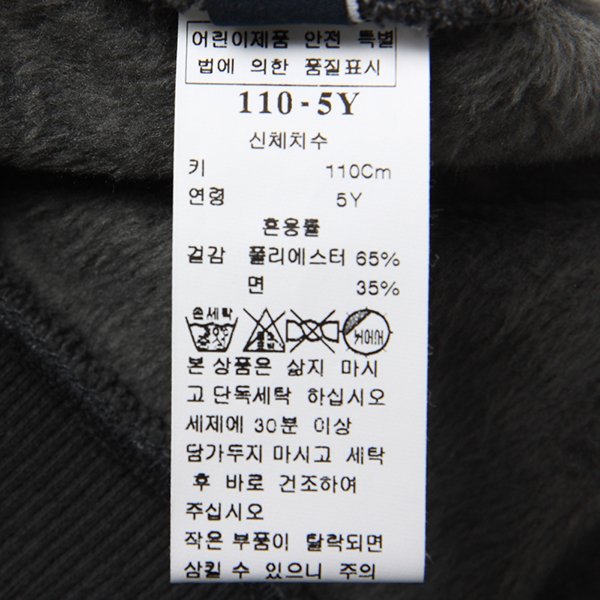 어린이제품 안전 특별
법에 의한 품질표시
110-5Y
신체치수
키 110Cm
연령 5Y
혼용률
겉감 폴리에스터 65%
면 35%
손세탁
본 상품은 삶지 마시
고 단독세탁 하십시오
세제에 30분 이상
담가두지 마시고 세탁
후 바로 건조하여
주십시오
작은 부품이 탈락되면
삼킬 수 있으니 주의